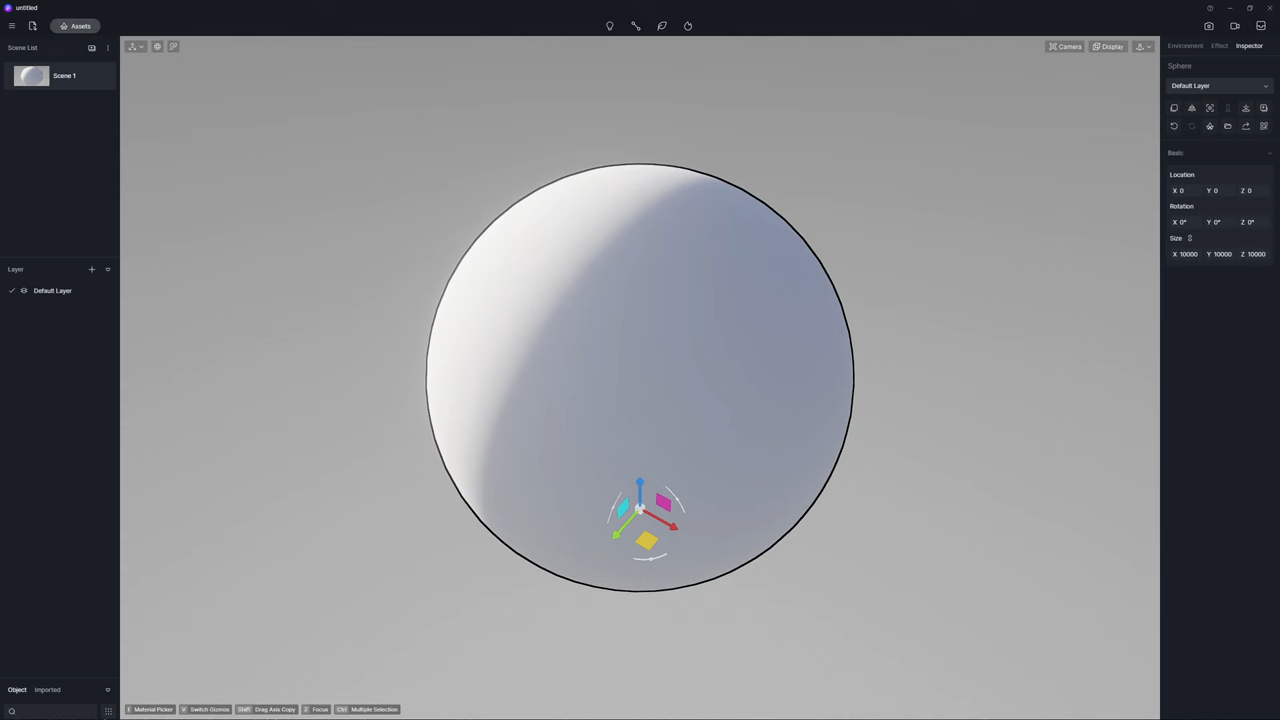 untitled
Assets
Scene List
Scene 1
Layer
Default Layer
Object Imported
Camera
Display
Environment Effect Inspector
Sphere
Default Layer
Basic
Location
X 0 Y 0 Z 0
Rotation
X 0° Y 0° Z 0°
Size
X 10000 Y 10000 Z 10000
I Material Picker V Switch Gizmos Shift Drag Axis Copy Z Focus Ctrl Multiple Selection